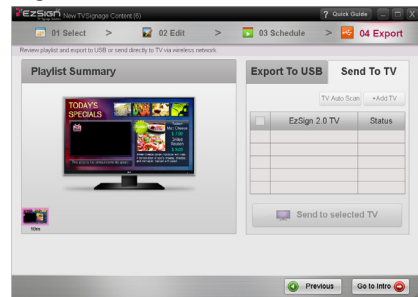 EZSign New TVSignage Content (6)
? Quick Guide
01 Select > 02 Edit > 03 Schedule > 04 Export
Review playlist and export to USB or send directly to TV via wireless network.
Playlist Summary
Export To USB
Send To TV
TV Auto Scan
+Add TV
EzSign 2.0 TV
Status
TODAY'S
SPECIALS
10m
Send to selected TV
Previous
Go to Intro